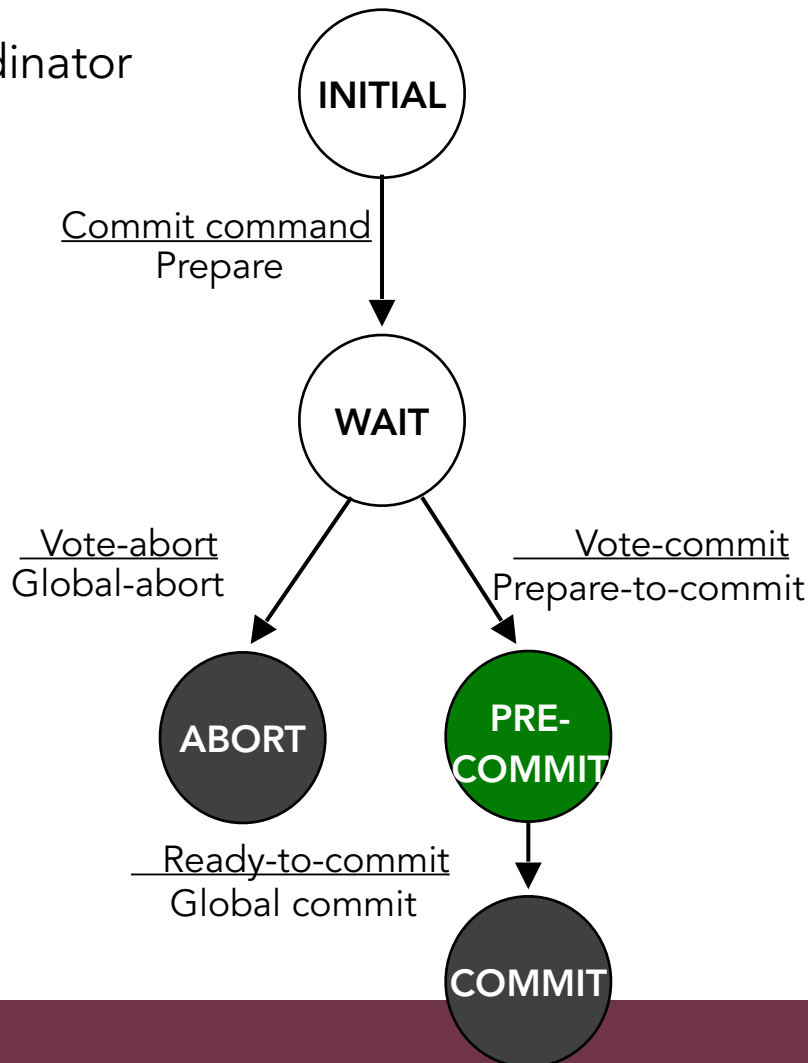 dinator
INITIAL
Commit command
Prepare
WAIT
Vote-abort
Global-abort
Vote-commit
Prepare-to-commit
ABORT
PRE-
COMMIT
Ready-to-commit
Global commit
COMMIT